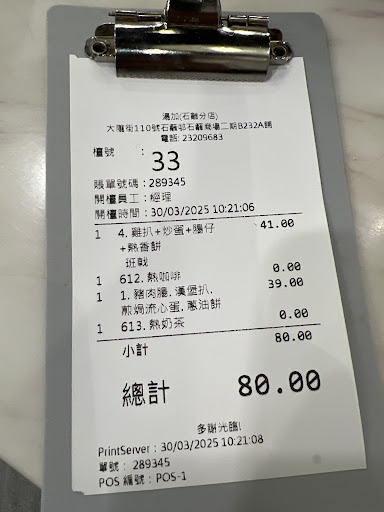 湯加(石籬分店)
大隴街110號石籬邨石籬商場二期B232A舖
電話: 23209683
檯號 : 33
賬單號碼 : 289345
開檯員工 : 經理
開檯時間 : 30/03/2025 10:21:06
1 4. 雞扒+炒蛋+腸仔 41.00
+熱香餅
班戟
1 612. 熱咖啡 0.00
1 1. 豬肉腸, 漢堡扒, 39.00
煎焗流心蛋, 蔥油餅
1 613. 熱奶茶 0.00
小計 80.00
總計 80.00
多謝光臨!
PrintServer : 30/03/2025 10:21:08
單號 : 289345
POS 編號 : POS-1